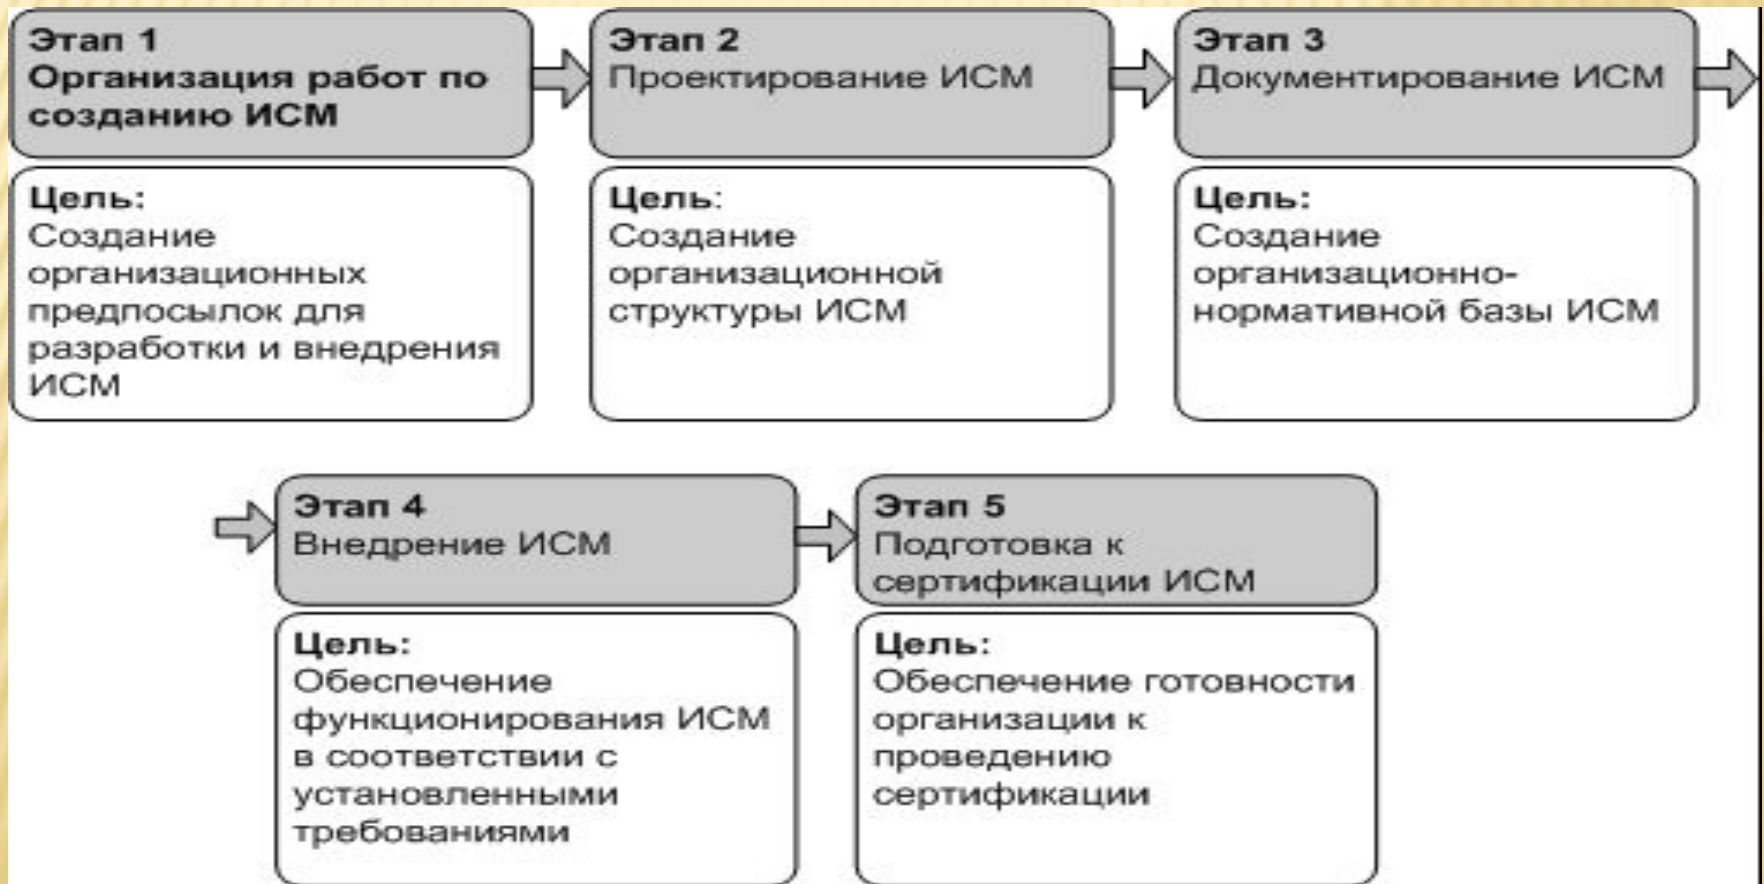 Этап 1
Организация работ по
созданию ИСМ
Цель:
Создание
организационных
предпосылок для
разработки и внедрения
ИСМ
Этап 2
Проектирование ИСМ
Цель:
Создание
организационной
структуры ИСМ
Этап 3
Документирование ИСМ
Цель:
Создание
организационно-
нормативной базы ИСМ
Этап 4
Внедрение ИСМ
Цель:
Обеспечение
функционирования ИСМ
в соответствии с
установленными
требованиями
Этап 5
Подготовка к
сертификации ИСМ
Цель:
Обеспечение готовности
организации к
проведению
сертификации